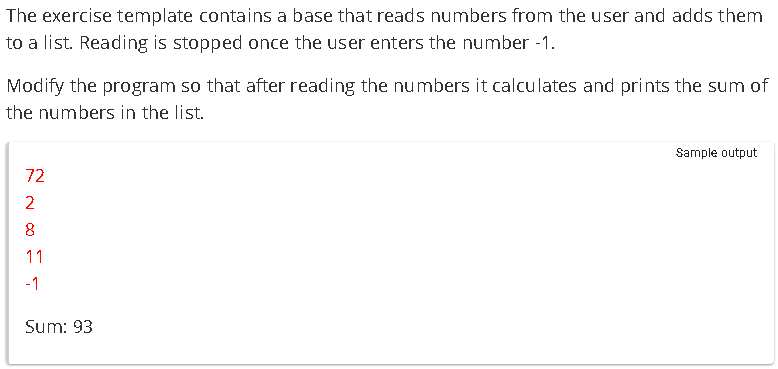 The exercise template contains a base that reads numbers from the user and adds them
to a list. Reading is stopped once the user enters the number -1.
Modify the program so that after reading the numbers it calculates and prints the sum of
the numbers in the list.
Sample output
72
2
8
11
-1
Sum: 93